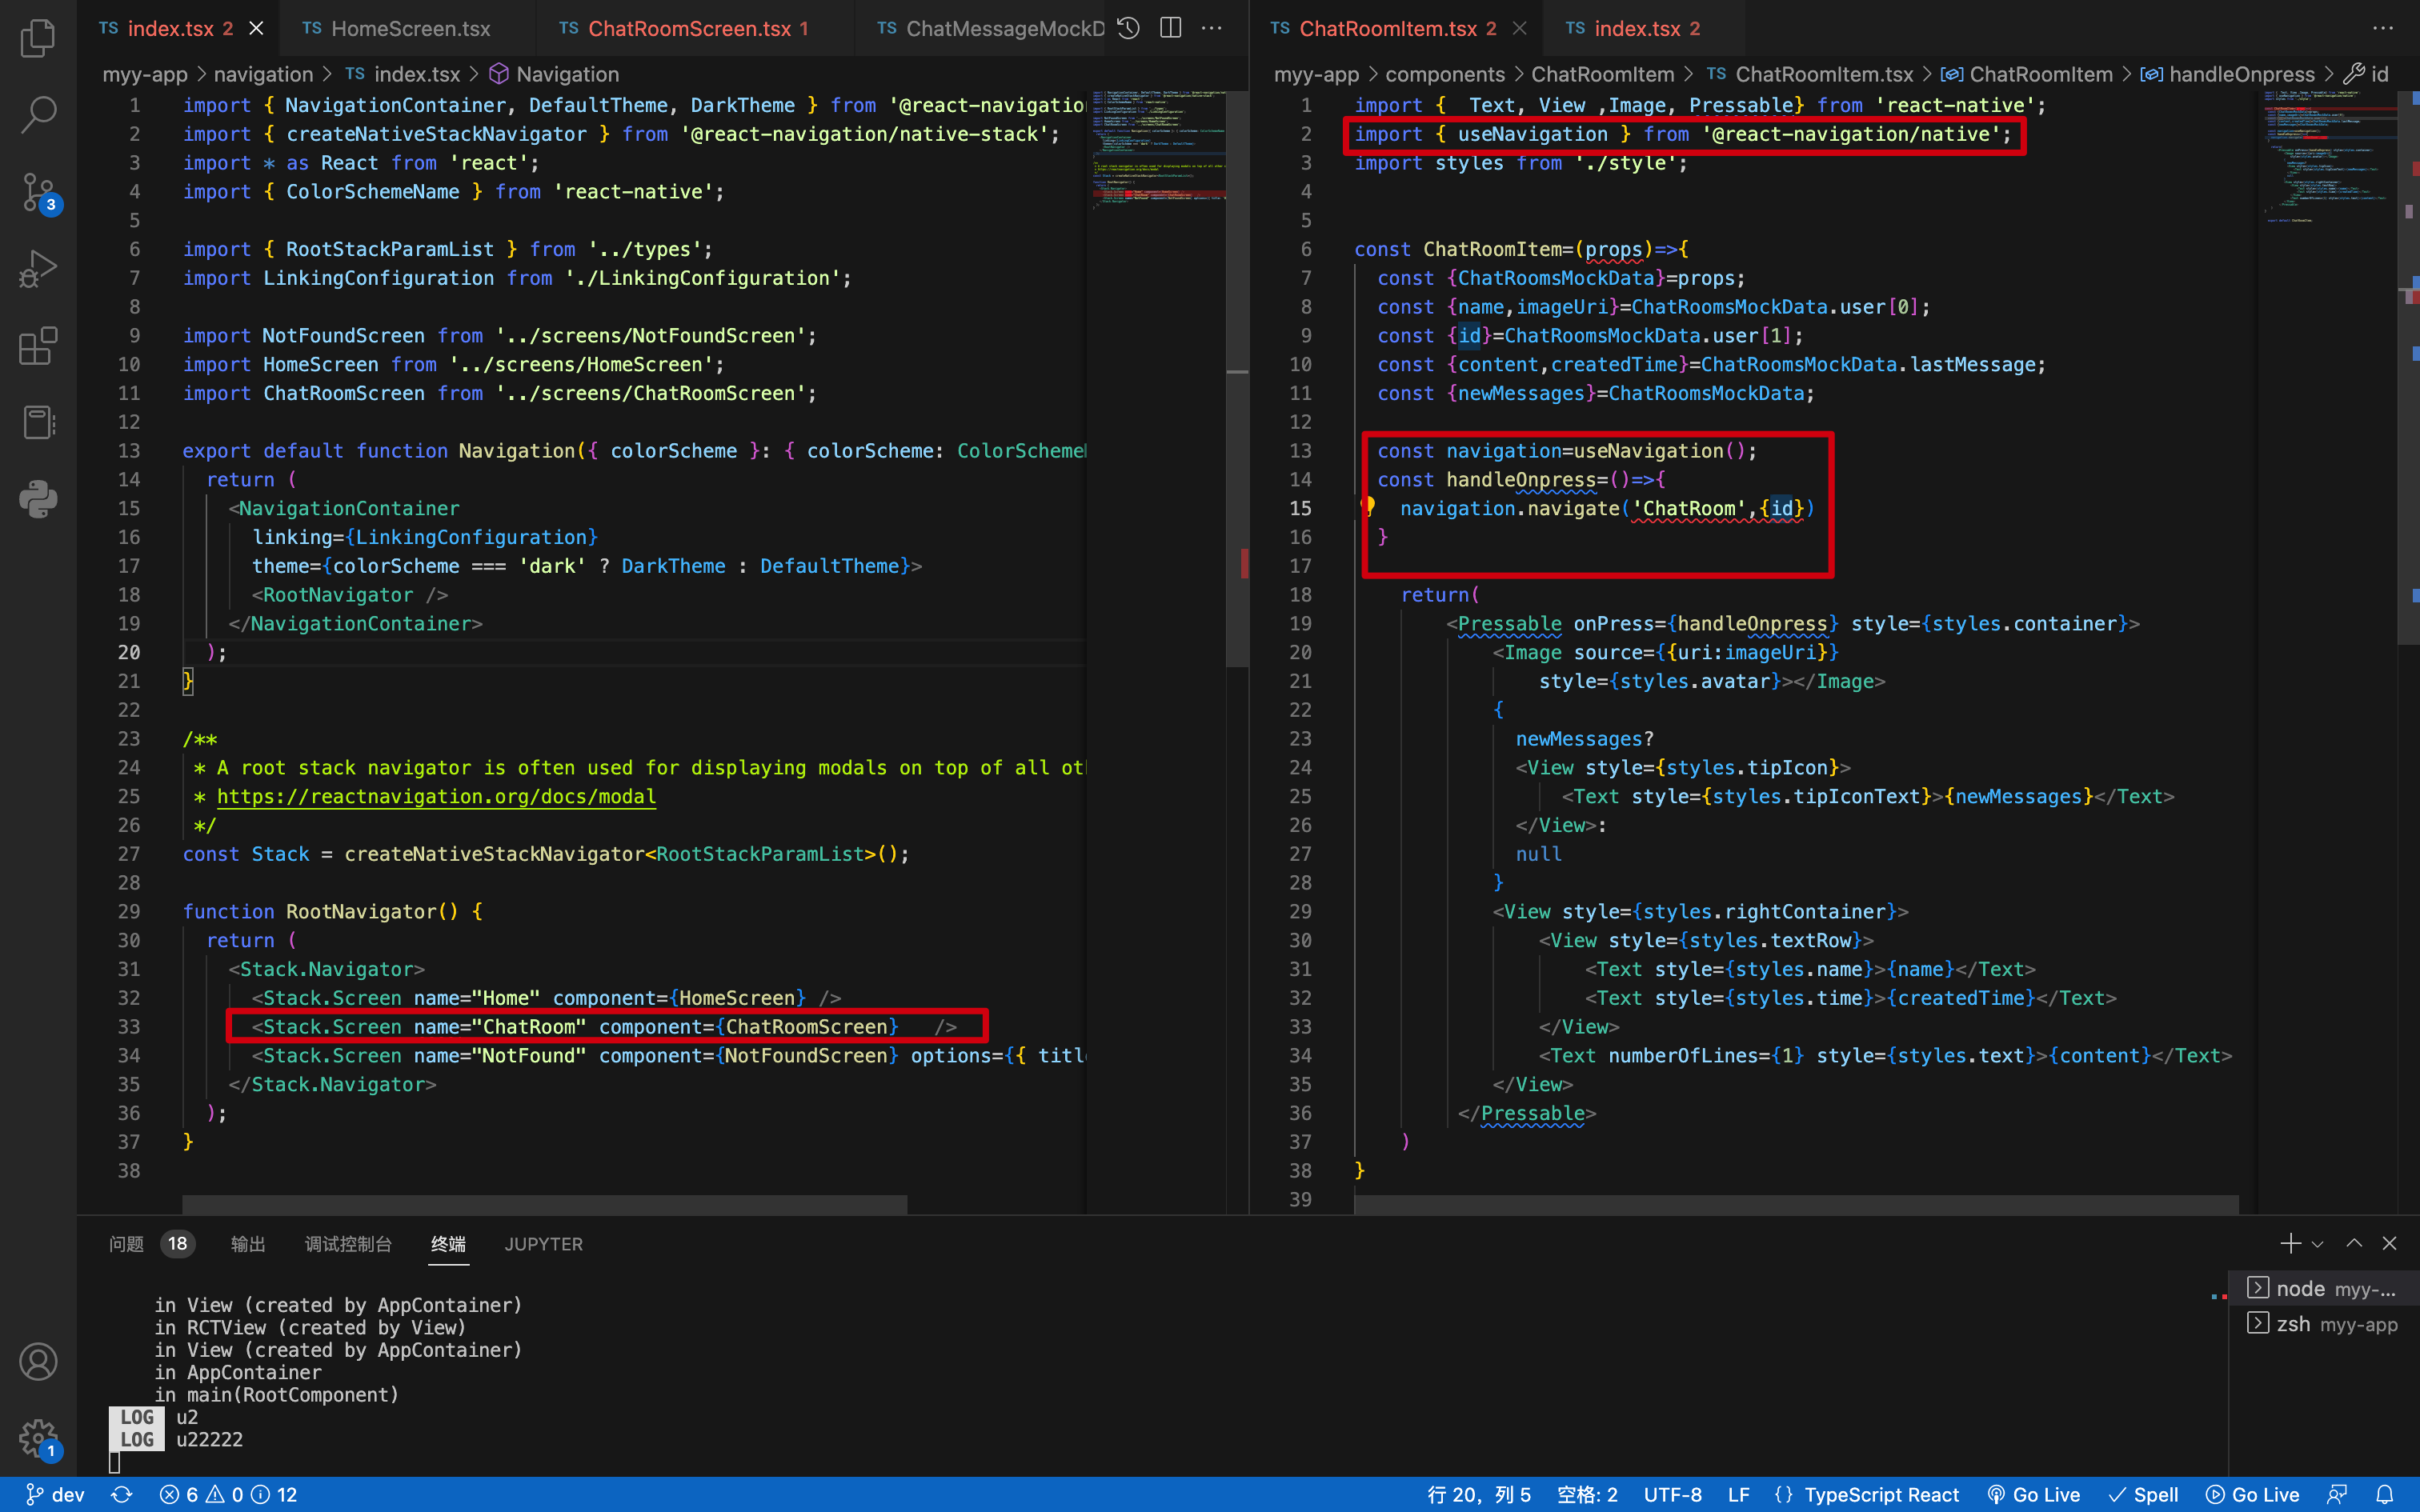 TS index.tsx 2
TS HomeScreen.tsx
TS ChatRoomScreen.tsx 1
TS ChatMessageMockD
myy-app > navigation > TS index.tsx > Navigation
1 import { NavigationContainer, DefaultTheme, DarkTheme } from '@react-navigation
2 import { createNativeStackNavigator } from '@react-navigation/native-stack';
3 import * as React from 'react';
4 import { ColorSchemeName } from 'react-native';
5
6 import { RootStackParamList } from '../types';
7 import LinkingConfiguration from './LinkingConfiguration';
8
9 import NotFoundScreen from '../screens/NotFoundScreen';
10 import HomeScreen from '../screens/HomeScreen';
11 import ChatRoomScreen from '../screens/ChatRoomScreen';
12
13 export default function Navigation({ colorScheme }: { colorScheme: ColorScheme
14 return (
15 <NavigationContainer
16 linking={LinkingConfiguration}
17 theme={colorScheme === 'dark' ? DarkTheme : DefaultTheme}>
18 <RootNavigator />
19 </NavigationContainer>
20 );
21 }
22
23 /**
24 * A root stack navigator is often used for displaying modals on top of all ot
25 * https://reactnavigation.org/docs/modal
26 */
27 const Stack = createNativeStackNavigator<RootStackParamList>();
28
29 function RootNavigator() {
30 return (
31 <Stack.Navigator>
32 <Stack.Screen name="Home" component={HomeScreen} />
33 <Stack.Screen name="ChatRoom" component={ChatRoomScreen} />
34 <Stack.Screen name="NotFound" component={NotFoundScreen} options={{ titl
35 </Stack.Navigator>
36 );
37 }
38
TS ChatRoomItem.tsx 2
TS index.tsx 2
myy-app > components > ChatRoomItem > TS ChatRoomItem.tsx > ChatRoomItem > handleOnpress > id
1 import { Text, View ,Image, Pressable} from 'react-native';
2 import { useNavigation } from '@react-navigation/native';
3 import styles from './style';
4
5
6 const ChatRoomItem=(props)=>{
7 const {ChatRoomsMockData}=props;
8 const {name,imageUri}=ChatRoomsMockData.user[0];
9 const {id}=ChatRoomsMockData.user[1];
10 const {content,createdTime}=ChatRoomsMockData.lastMessage;
11 const {newMessages}=ChatRoomsMockData;
12
13 const navigation=useNavigation();
14 const handleOnpress=()=>{
15 navigation.navigate('ChatRoom',{id})
16 }
17
18 return(
19 <Pressable onPress={handleOnpress} style={styles.container}>
20 <Image source={{uri:imageUri}}
21 style={styles.avatar}></Image>
22 {
23 newMessages?
24 <View style={styles.tipIcon}>
25 <Text style={styles.tipIconText}>{newMessages}</Text>
26 </View>:
27 null
28 }
29 <View style={styles.rightContainer}>
30 <View style={styles.textRow}>
31 <Text style={styles.name}>{name}</Text>
32 <Text style={styles.time}>{createdTime}</Text>
33 </View>
34 <Text numberOfLines={1} style={styles.text}>{content}</Text>
35 </View>
36 </Pressable>
37 )
38 }
39
3
1
问题 18 输出 调试控制台 终端 JUPYTER
in View (created by AppContainer)
in RCTView (created by View)
in View (created by AppContainer)
in AppContainer
in main(RootComponent)
LOG u2
LOG u22222
node myy-...
zsh myy-app
dev 6 0 12 行 20，列 5 空格: 2 UTF-8 LF {} TypeScript React Go Live Spell Go Live